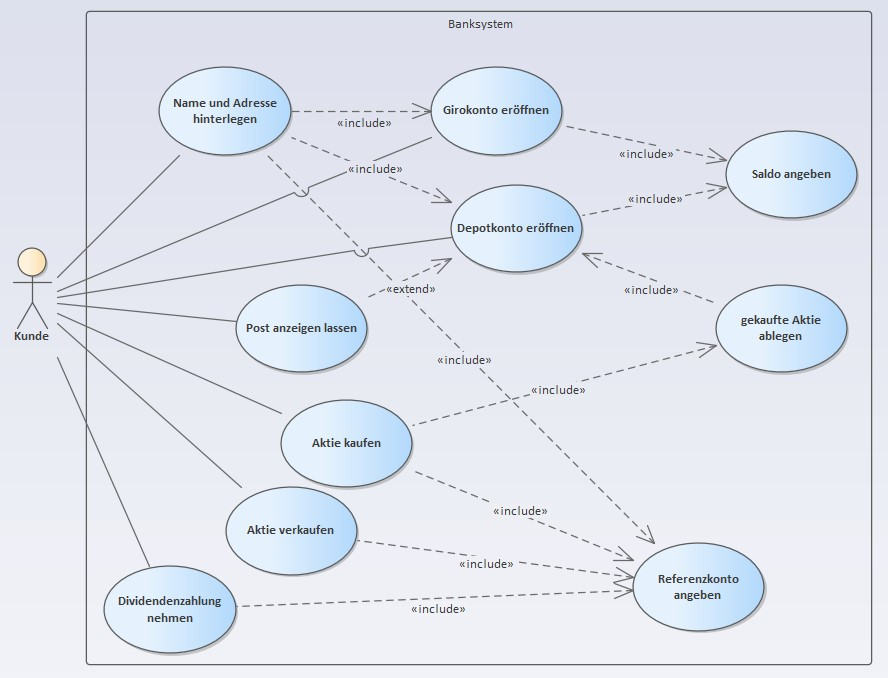 Banksystem
Name und Adresse
hinterlegen
«include»
Girokonto eröffnen
«include»
Saldo angeben
«include»
Depotkonto eröffnen
«include»
Kunde
Post anzeigen lassen
«extend»
«include»
gekaufte Aktie
ablegen
«include»
«include»
Aktie kaufen
«include»
Aktie verkaufen
«include»
Referenzkonto
angeben
Dividendenzahlung
nehmen
«include»